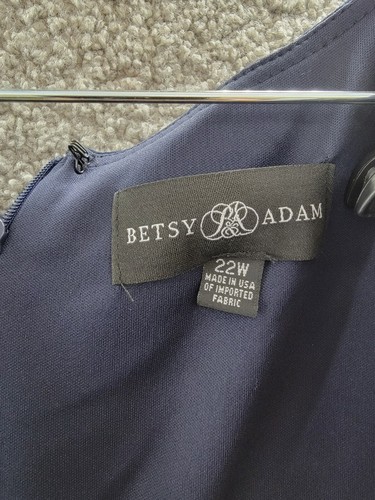 BETSY ADAM
22W
MADE IN USA
OF IMPORTED
FABRIC